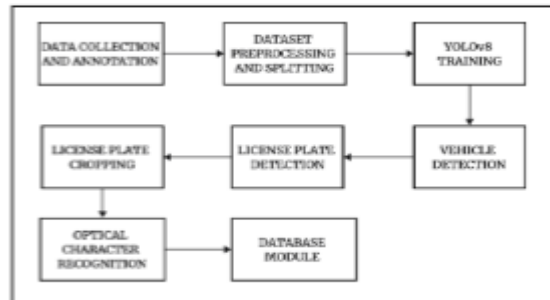 DATA COLLECTION
AND ANNOTATION
DATASET
PREPROCESSING
AND SPLITTING
YOLOv8
TRAINING
LICENSE PLATE
CROPPING
LICENSE PLATE
DETECTION
VEHICLE
DETECTION
OPTICAL
CHARACTER
RECOGNITION
DATABASE
MODULE